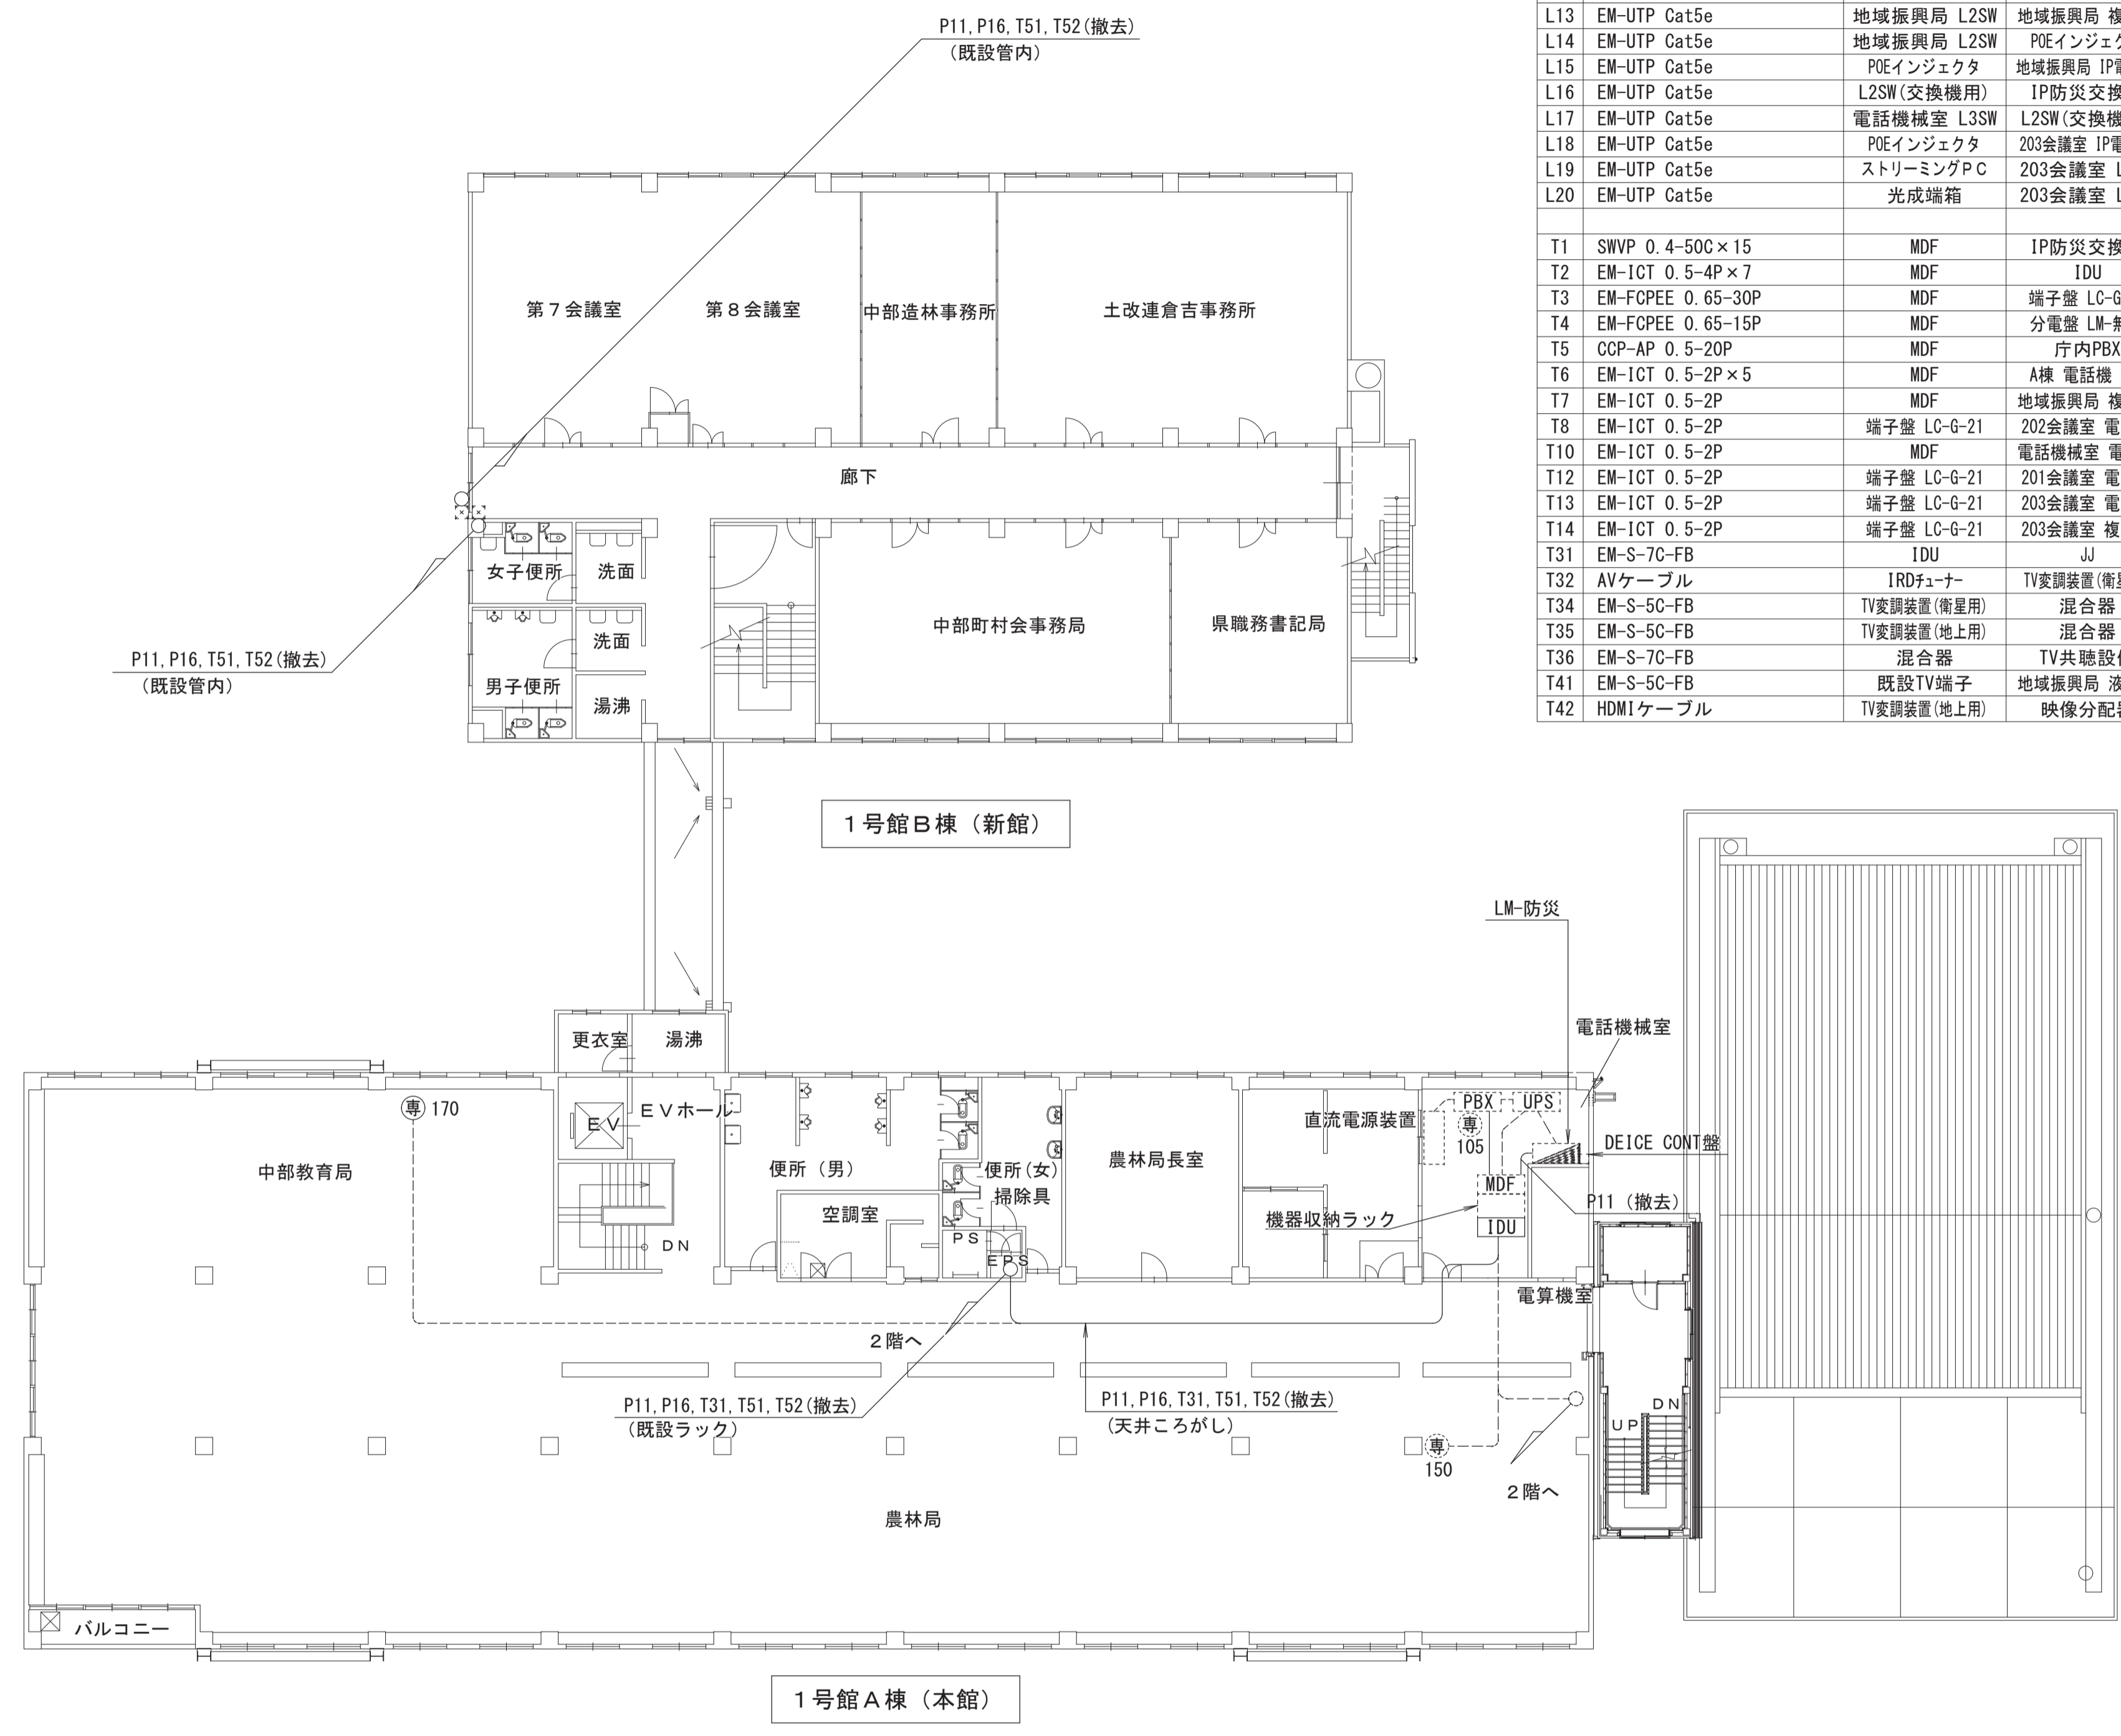 P11, P16, T51, T52(撤去)
(既設管内)
L13 EM-UTP Cat5e 地域振興局 L2SW 地域振興局
L14 EM-UTP Cat5e 地域振興局 L2SW POEインジェ
L15 EM-UTP Cat5e POEインジェクタ 地域振興局 IP
L16 EM-UTP Cat5e L2SW(交換機用) IP防災交換
L17 EM-UTP Cat5e 電話機械室 L3SW L2SW(交換機
L18 EM-UTP Cat5e POEインジェクタ 203会議室 IP
L19 EM-UTP Cat5e ストリーミングPC 203会議室 L
L20 EM-UTP Cat5e 光成端箱 203会議室 L
T1 SWVP 0.4-50C×15 MDF IP防災交換
T2 EM-ICT 0.5-4P×7 MDF IDU
T3 EM-FCPEE 0.65-30P MDF 端子盤 LC-G
T4 EM-FCPEE 0.65-15P MDF 分電盤 LM-
T5 CCP-AP 0.5-20P MDF 庁内PBX
T6 EM-ICT 0.5-2P×5 MDF A棟 電話機
T7 EM-ICT 0.5-2P MDF 地域振興局
T8 EM-ICT 0.5-2P 端子盤 LC-G-21 202会議室 電
T10 EM-ICT 0.5-2P MDF 電話機械室 電
T12 EM-ICT 0.5-2P 端子盤 LC-G-21 201会議室 電
T13 EM-ICT 0.5-2P 端子盤 LC-G-21 203会議室 電
T14 EM-ICT 0.5-2P 端子盤 LC-G-21 203会議室 複
T31 EM-S-7C-FB IDU JJ
T32 AVケーブル IRDチューナー TV変調装置(衛
T34 EM-S-5C-FB TV変調装置(衛星用) 混合器
T35 EM-S-5C-FB TV変調装置(地上用) 混合器
T36 EM-S-7C-FB 混合器 TV共聴設
T41 EM-S-5C-FB 既設TV端子 地域振興局 液
T42 HDMIケーブル TV変調装置(地上用) 映像分配
第7会議室 第8会議室 中部造林事務所 土改連倉吉事務所
廊下
女子便所 洗面
中部町村会事務局 県職務書記局
洗面
P11, P16, T51, T52(撤去)
(既設管内)
男子便所
湯沸
1号館B棟(新館)
LM-防災
電話機械室
更衣室 湯沸
専 170
EVホール
EV
PBX UPS
直流電源装置
専
105
DEICE CONT盤
中部教育局
便所(男)
便所(女)
農林局長室
掃除具
MDF
P11 (撤去)
空調室
機器収納ラック
IDU
DN
PS
EPS
電算機室
2階へ
P11, P16, T31, T51, T52(撤去)
(既設ラック)
P11, P16, T31, T51, T52(撤去)
(天井ころがし)
DN
UP
専
150
2階へ
農林局
バルコニー
1号館A棟(本館)